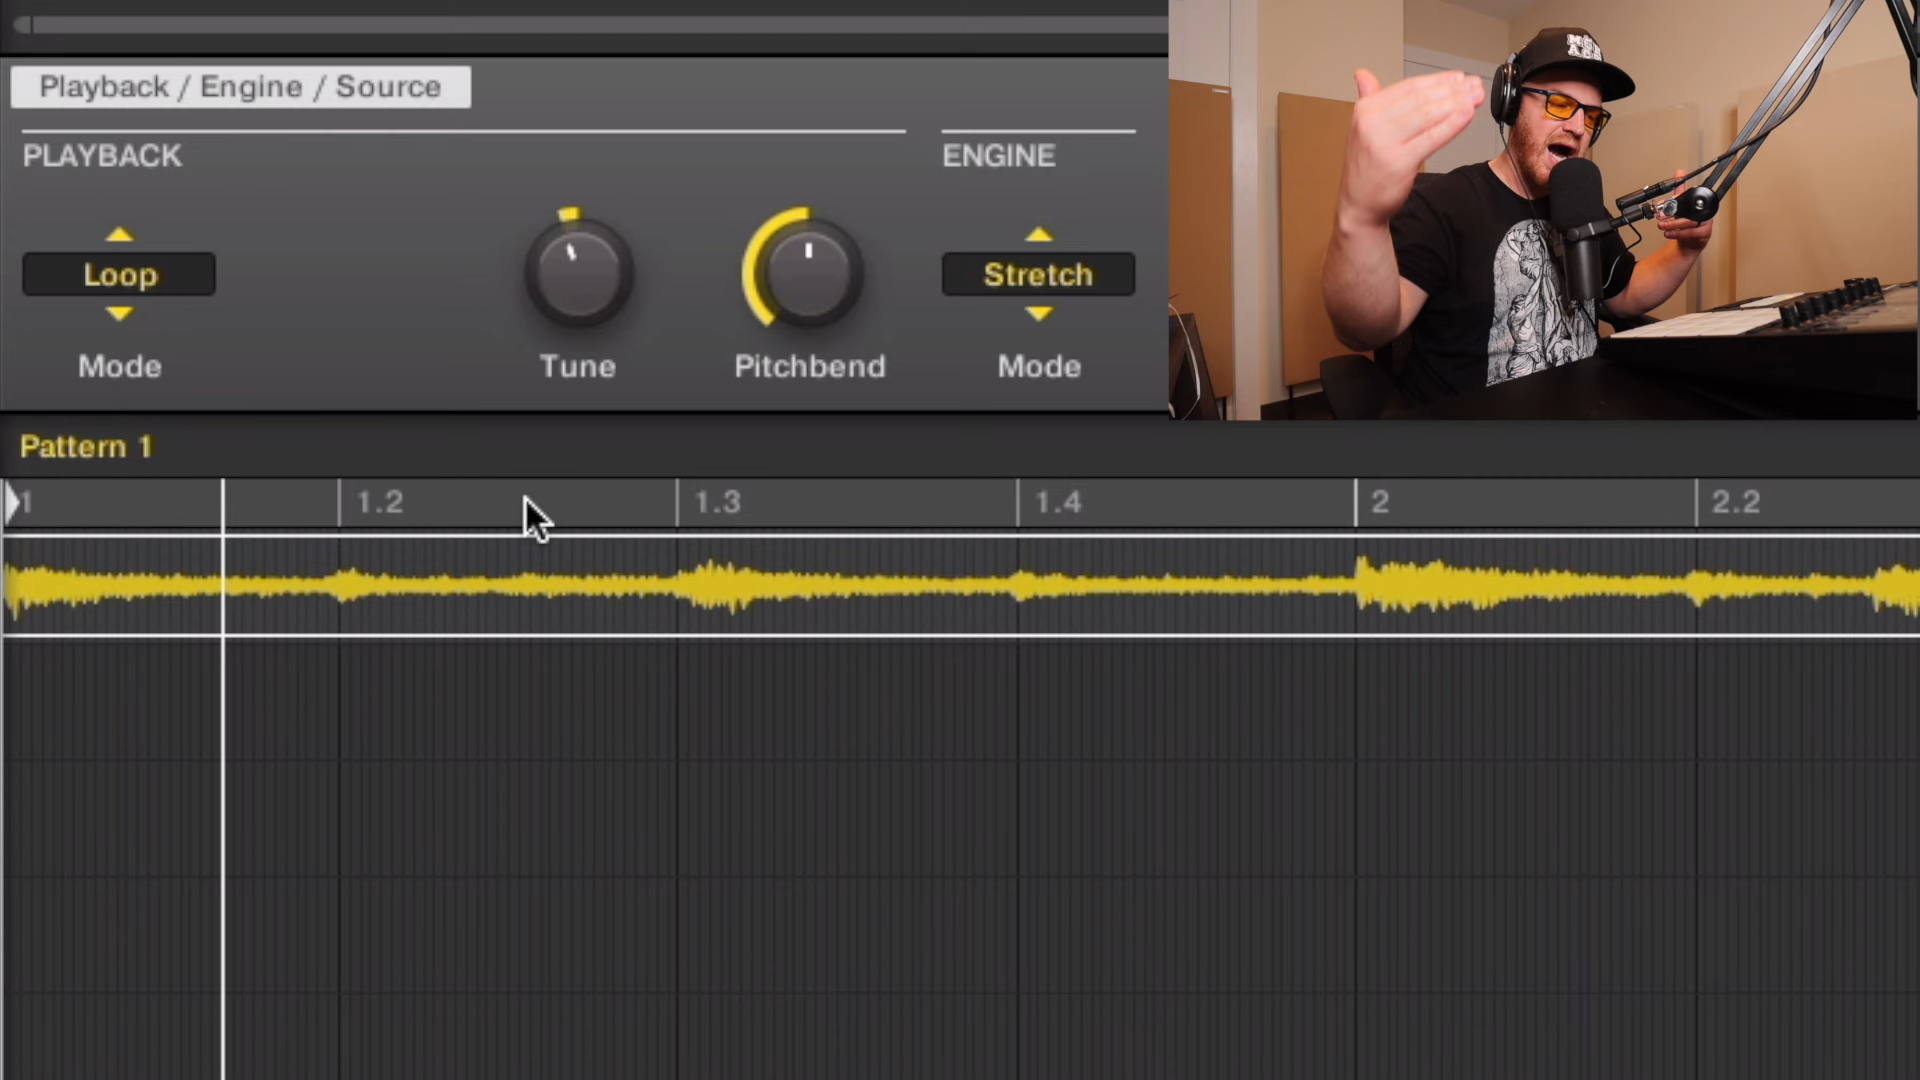 Playback / Engine / Source
PLAYBACK
ENGINE
Loop
Stretch
Mode
Tune
Pitchbend
Mode
Pattern 1
1
1.2
1.3
1.4
2
2.2